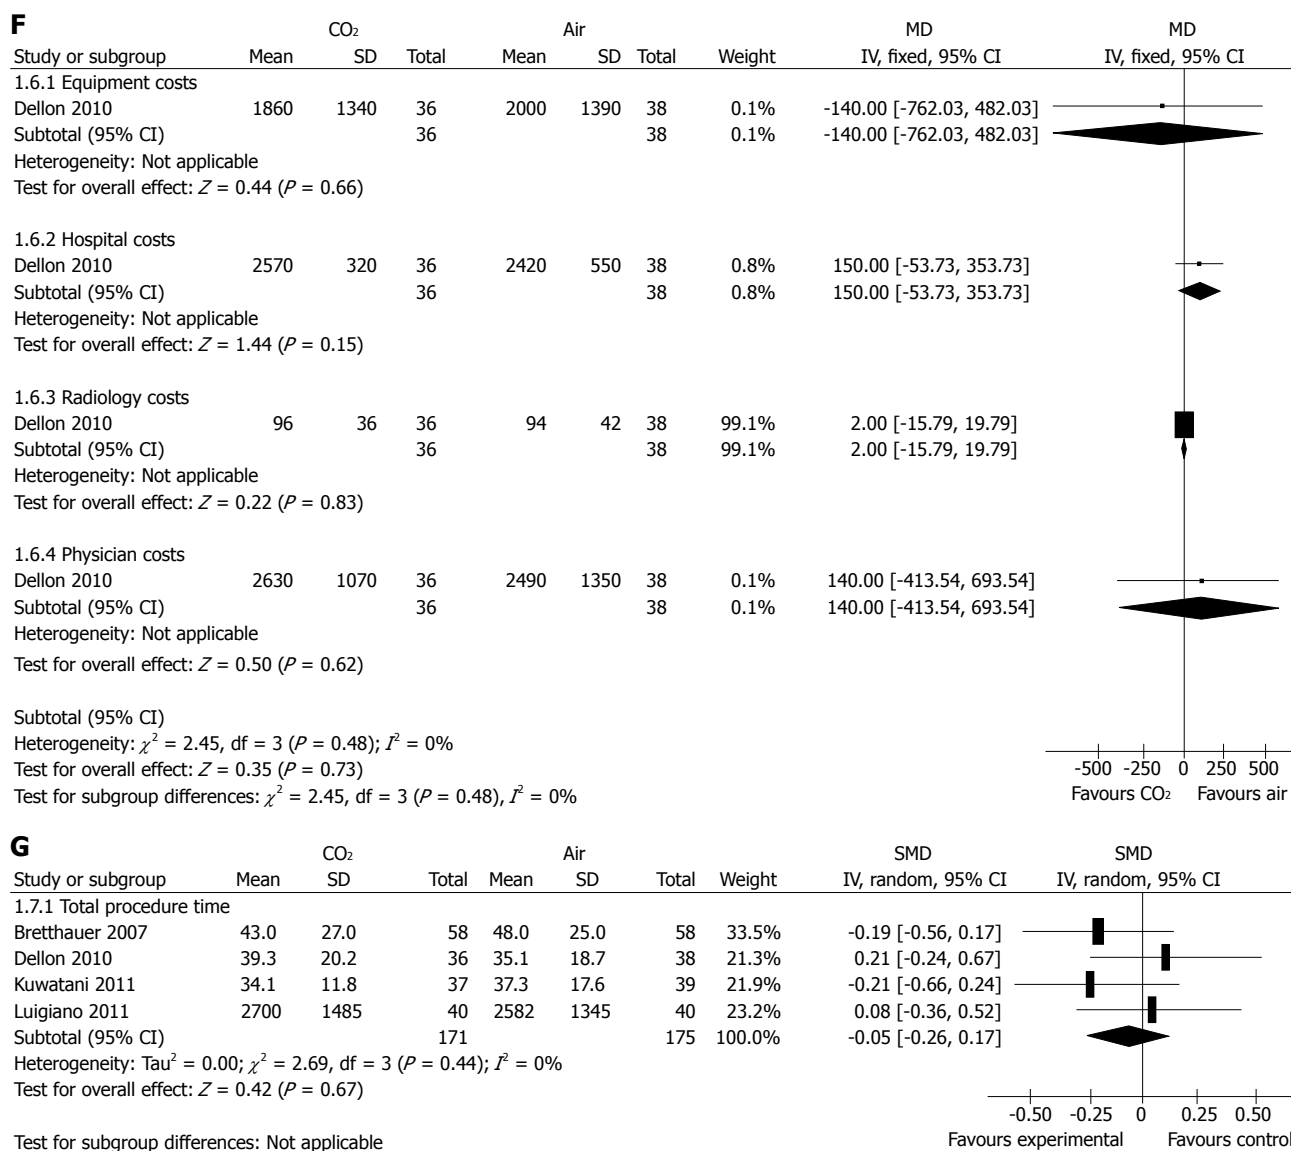 F
CO₂ Air MD MD
Study or subgroup Mean SD Total Mean SD Total Weight IV, fixed, 95% CI IV, fixed, 95% CI
1.6.1 Equipment costs
Dellon 2010 1860 1340 36 2000 1390 38 0.1% -140.00 [-762.03, 482.03]
Subtotal (95% CI) 36 38 0.1% -140.00 [-762.03, 482.03]
Heterogeneity: Not applicable
Test for overall effect: Z = 0.44 (P = 0.66)
1.6.2 Hospital costs
Dellon 2010 2570 320 36 2420 550 38 0.8% 150.00 [-53.73, 353.73]
Subtotal (95% CI) 36 38 0.8% 150.00 [-53.73, 353.73]
Heterogeneity: Not applicable
Test for overall effect: Z = 1.44 (P = 0.15)
1.6.3 Radiology costs
Dellon 2010 96 36 36 94 42 38 99.1% 2.00 [-15.79, 19.79]
Subtotal (95% CI) 36 38 99.1% 2.00 [-15.79, 19.79]
Heterogeneity: Not applicable
Test for overall effect: Z = 0.22 (P = 0.83)
1.6.4 Physician costs
Dellon 2010 2630 1070 36 2490 1350 38 0.1% 140.00 [-413.54, 693.54]
Subtotal (95% CI) 36 38 0.1% 140.00 [-413.54, 693.54]
Heterogeneity: Not applicable
Test for overall effect: Z = 0.50 (P = 0.62)
Subtotal (95% CI)
Heterogeneity: χ² = 2.45, df = 3 (P = 0.48); I² = 0%
Test for overall effect: Z = 0.35 (P = 0.73)
Test for subgroup differences: χ² = 2.45, df = 3 (P = 0.48), I² = 0%
-500 -250 0 250 500
Favours CO₂ Favours air
G
CO₂ Air SMD SMD
Study or subgroup Mean SD Total Mean SD Total Weight IV, random, 95% CI IV, random, 95% CI
1.7.1 Total procedure time
Bretthauer 2007 43.0 27.0 58 48.0 25.0 58 33.5% -0.19 [-0.56, 0.17]
Dellon 2010 39.3 20.2 36 35.1 18.7 38 21.3% 0.21 [-0.24, 0.67]
Kuwatani 2011 34.1 11.8 37 37.3 17.6 39 21.9% -0.21 [-0.66, 0.24]
Luigiano 2011 2700 1485 40 2582 1345 40 23.2% 0.08 [-0.36, 0.52]
Subtotal (95% CI) 171 175 100.0% -0.05 [-0.26, 0.17]
Heterogeneity: Tau² = 0.00; χ² = 2.69, df = 3 (P = 0.44); I² = 0%
Test for overall effect: Z = 0.42 (P = 0.67)
Test for subgroup differences: Not applicable
-0.50 -0.25 0 0.25 0.50
Favours experimental Favours control